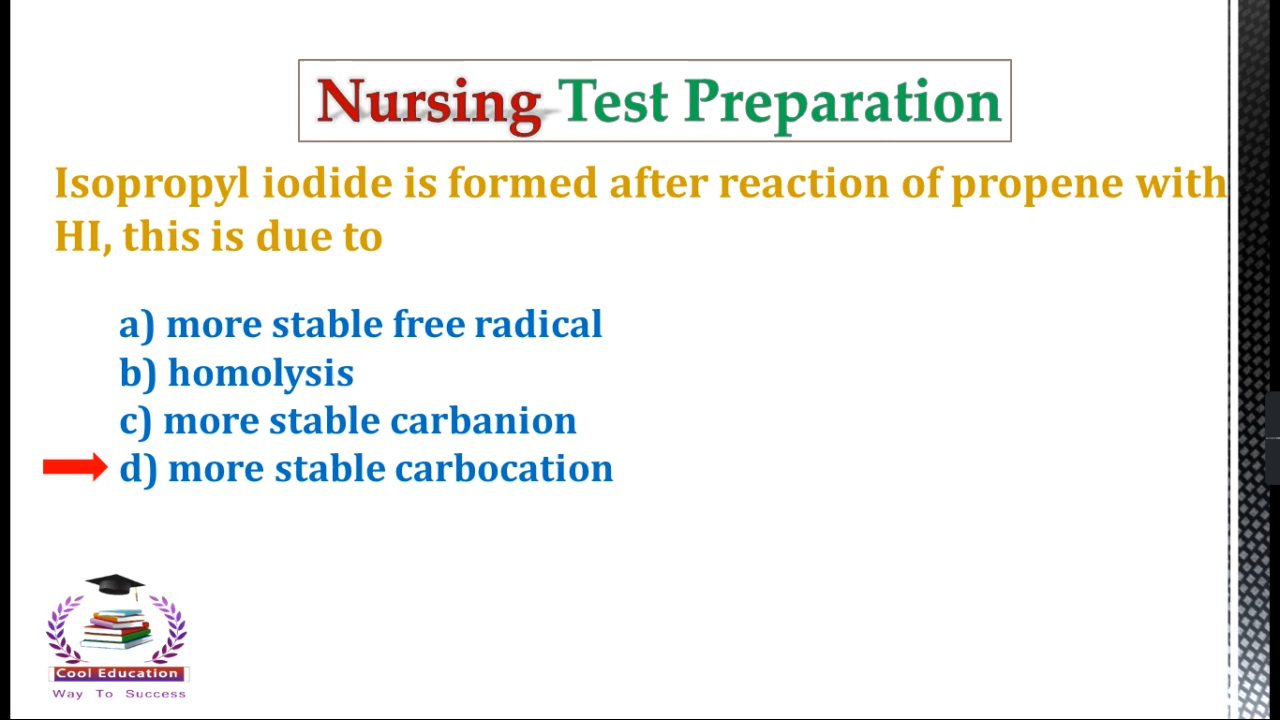 Nursing Test Preparation
Isopropyl iodide is formed after reaction of propene with
HI, this is due to
a) more stable free radical
b) homolysis
c) more stable carbanion
d) more stable carbocation
Cool Education
Way To Success